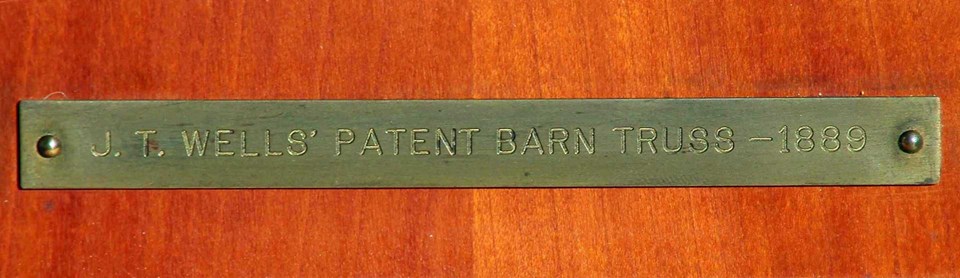 J. T. WELLS' PATENT BARN TRUSS – 1889